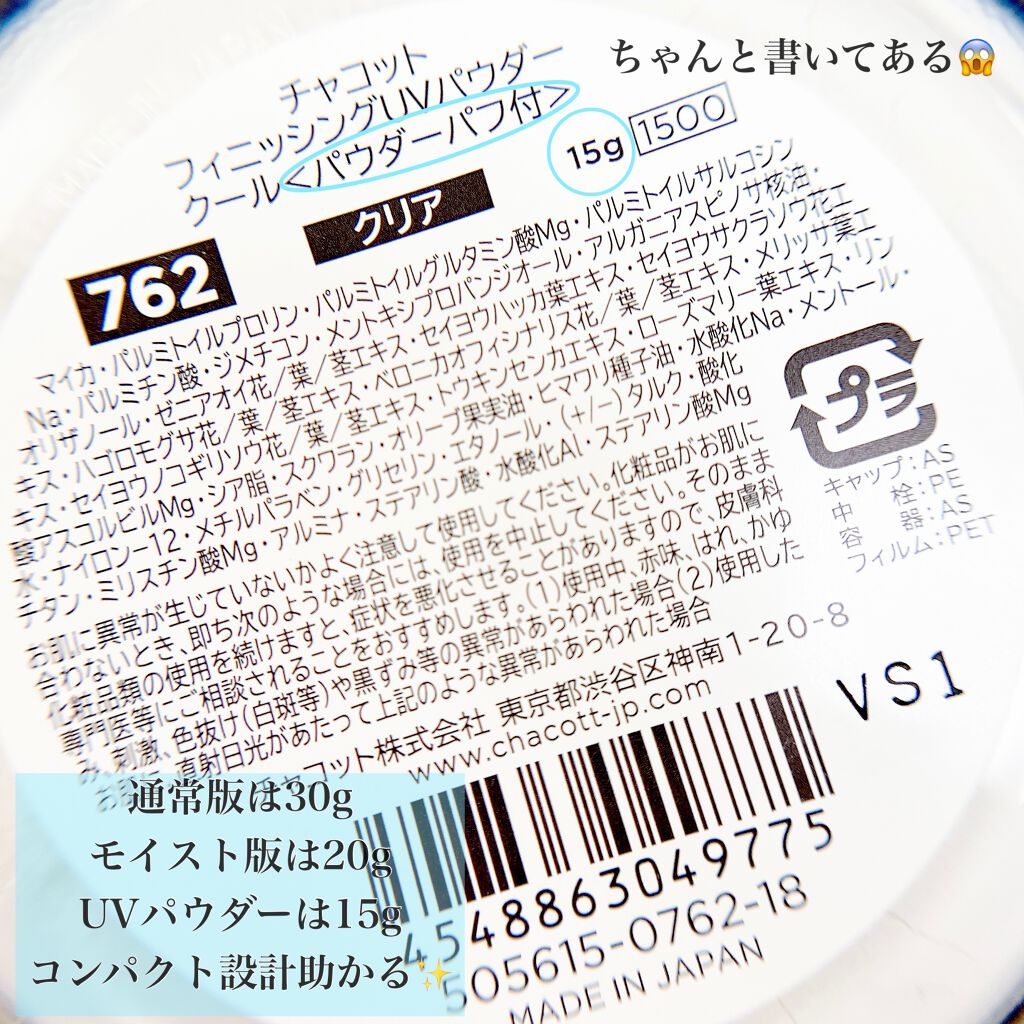 ちゃんと書いてある😱
チャコット
フィニッシングUVパウダー
クール<パウダーパフ付>
15g 1500
762 クリア
マイカ・パルミトイルプロリン・パルミトイルグルタミン酸Mg・パルミトイルサルコシン
Na・パルミチン酸・ジメチコン・メントキシプロパンジオール・アルガニアスピノサ核油・
オリザノール・ゼニアオイ花/葉/茎エキス・セイヨウハッカ葉エキス・セイヨウサクラソウ花エ
キス・ハゴロモグサ花/葉/茎エキス・ベロニカオフィシナリス花/葉/茎エキス・メリッサ葉エ
キス・セイヨウノコギリソウ花/葉/茎エキス・トウキンセンカエキス・ローズマリー葉エキス・リン
酸アスコルビルMg・シア脂・スクワラン・オリーブ果実油・ヒマワリ種子油・水酸化Na・メントール・
水・ナイロン-12・メチルパラベン・グリセリン・エタノール・(+/-)タルク・酸化
チタン・ミリスチン酸Mg・アルミナ・ステアリン酸・水酸化Al・ステアリン酸Mg
お肌に異常が生じていないかよく注意して使用してください。化粧品がお肌に
合わないとき、即ち次のような場合には、使用を中止してください。そのまま
化粧品類の使用を続けますと、症状を悪化させることがありますので、皮膚科
専門医等にご相談されることをおすすめします。(1)使用中、赤味、はれ、かゆ
み、刺激、色抜け(白斑等)や黒ずみ等の異常があらわれた場合(2)使用した
お肌に直射日光があたって上記のような異常があらわれた場合
チャコット株式会社 東京都渋谷区神南1-20-8
www.chacott-jp.com
プラ
キャップ:AS
中栓:PE
容器:AS
フィルム:PET
VS1
4548863049775
505615-0762-18
MADE IN JAPAN
通常版は30g
モイスト版は20g
UVパウダーは15g
コンパクト設計助かる✨